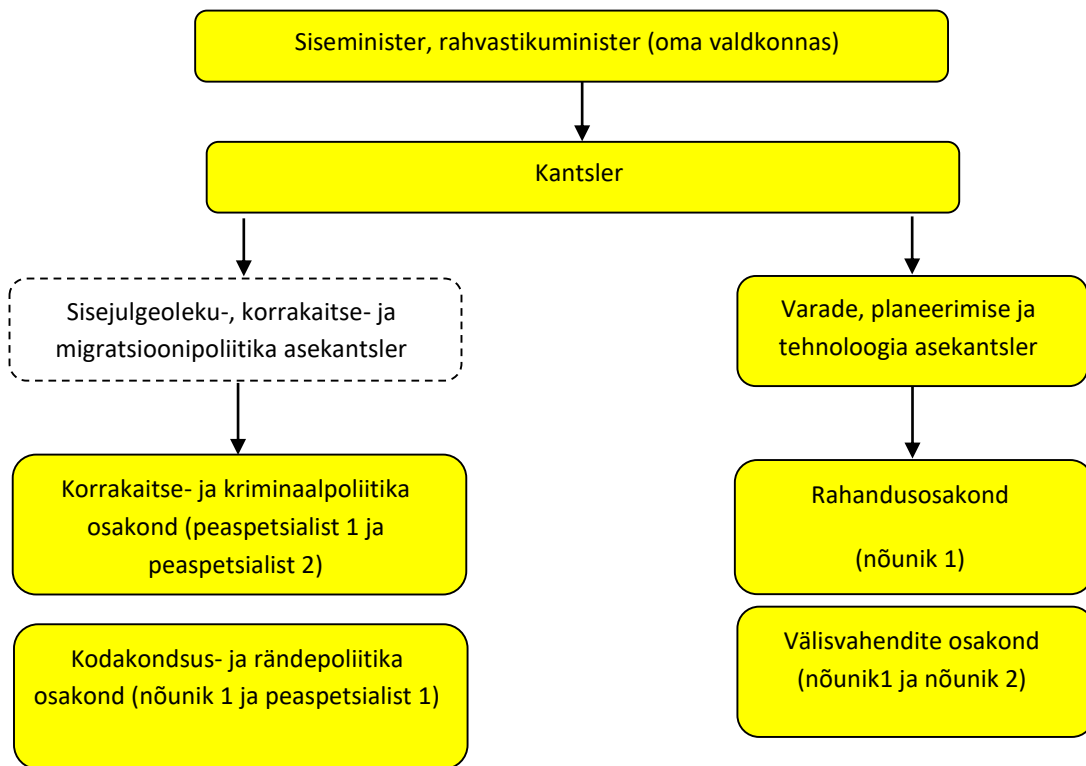 Siseminister, rahvastikuminister (oma valdkonnas)
Kantsler
Sisejulgeoleku-, korrakaitse- ja
migratsioonipoliitika asekantsler
Varade, planeerimise ja
tehnoloogia asekantsler
Korrakaitse- ja kriminaalpoliitika
osakond (peaspetsialist 1 ja
peaspetsialist 2)
Rahandusosakond
(nõunik 1)
Kodakondsus- ja rändepoliitika
osakond (nõunik 1 ja peaspetsialist 1)
Välisvahendite osakond
(nõunik1 ja nõunik 2)